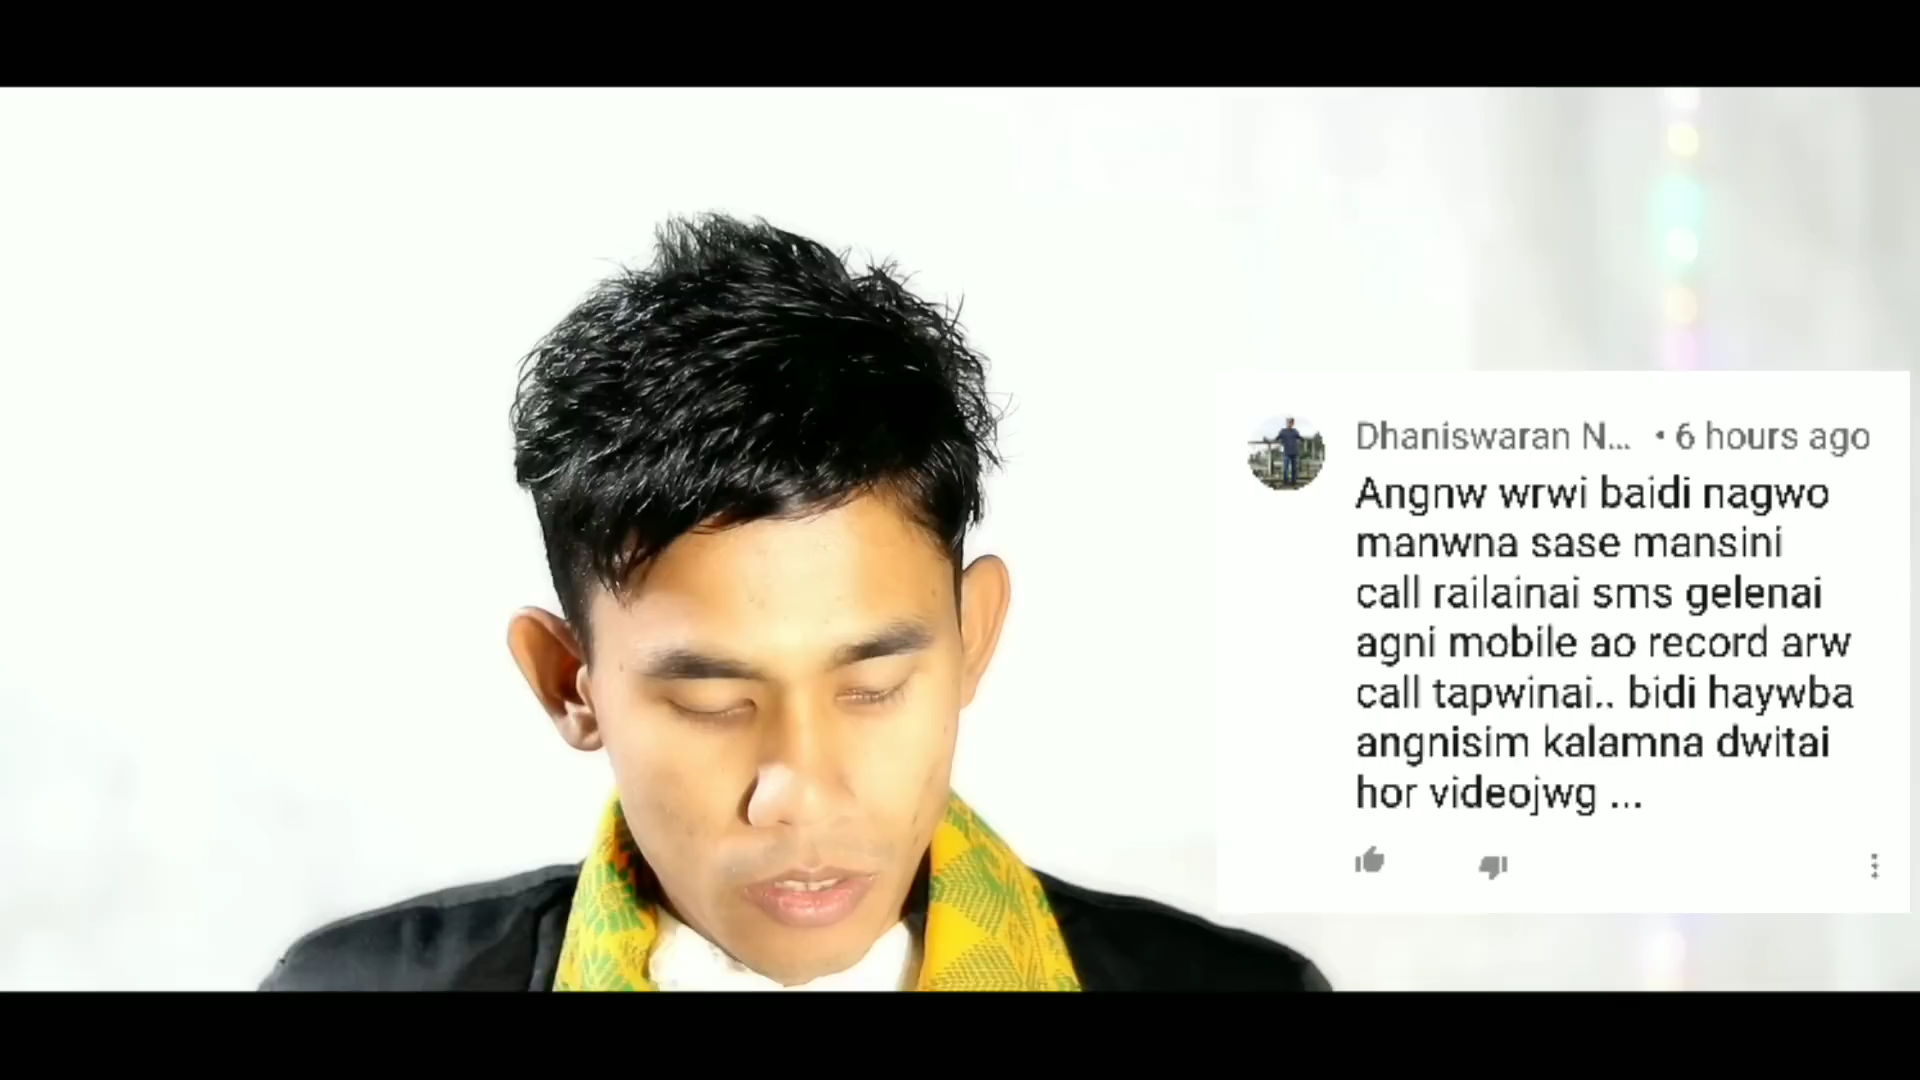 Dhaniswaran N... • 6 hours ago
Angnw wrwi baidi nagwo
manwna sase mansini
call railainai sms gelenai
agni mobile ao record arw
call tapwinai.. bidi haywba
angnisim kalamna dwitai
hor videojwg ...